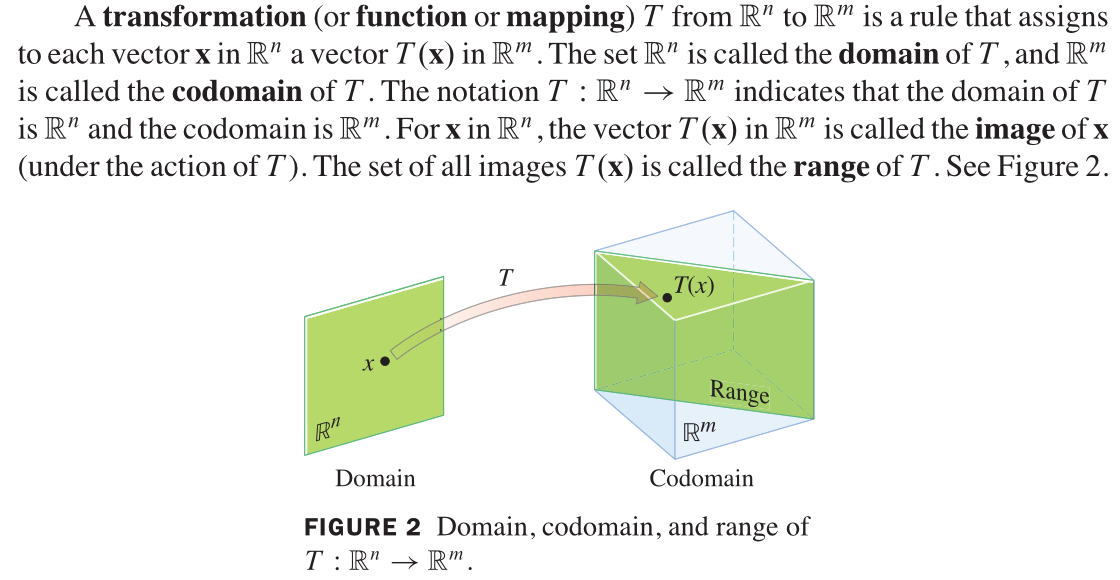 A transformation (or function or mapping) T from ℝⁿ to ℝᵐ is a rule that assigns
to each vector x in ℝⁿ a vector T(x) in ℝᵐ. The set ℝⁿ is called the domain of T, and ℝᵐ
is called the codomain of T. The notation T : ℝⁿ → ℝᵐ indicates that the domain of T
is ℝⁿ and the codomain is ℝᵐ. For x in ℝⁿ, the vector T(x) in ℝᵐ is called the image of x
(under the action of T). The set of all images T(x) is called the range of T. See Figure 2.
T
T(x)
x
Range
ℝⁿ
ℝᵐ
Domain
Codomain
FIGURE 2 Domain, codomain, and range of
T : ℝⁿ → ℝᵐ.